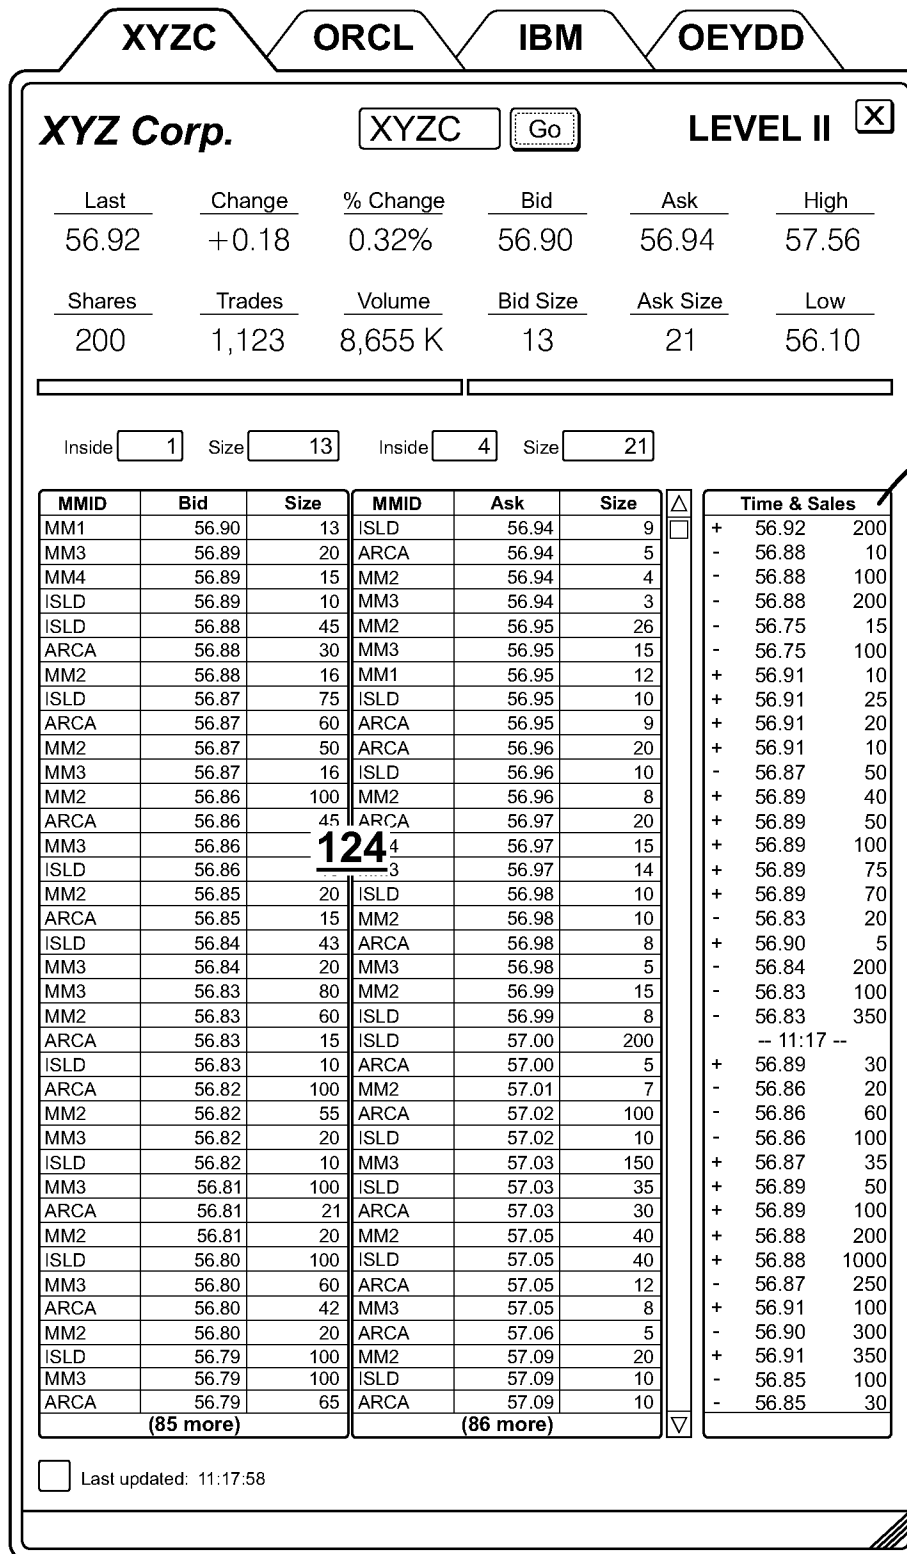 XYZC ORCL IBM OEYDD
XYZ Corp. XYZC Go LEVEL II X
Last Change % Change Bid Ask High
56.92 +0.18 0.32% 56.90 56.94 57.56
Shares Trades Volume Bid Size Ask Size Low
200 1,123 8,655 K 13 21 56.10
Inside 1 Size 13 Inside 4 Size 21
MMID Bid Size MMID Ask Size Time & Sales
MM1 56.90 13 ISLD 56.94 9 + 56.92 200
MM3 56.89 20 ARCA 56.94 5 - 56.88 10
MM4 56.89 15 MM2 56.94 4 - 56.88 100
ISLD 56.89 10 MM3 56.94 3 - 56.88 200
ISLD 56.88 45 MM2 56.95 26 - 56.75 15
ARCA 56.88 30 MM3 56.95 15 - 56.75 100
MM2 56.88 16 MM1 56.95 12 + 56.91 10
ISLD 56.87 75 ISLD 56.95 10 + 56.91 25
ARCA 56.87 60 ARCA 56.95 9 + 56.91 20
MM2 56.87 50 ARCA 56.96 20 + 56.91 10
MM3 56.87 16 ISLD 56.96 10 - 56.87 50
MM2 56.86 100 MM2 56.96 8 + 56.89 40
ARCA 56.86 45 ARCA 56.97 20 + 56.89 50
MM3 56.86 124 56.97 15 + 56.89 100
ISLD 56.86 56.97 14 + 56.89 75
MM2 56.85 20 ISLD 56.98 10 + 56.89 70
ARCA 56.85 15 MM2 56.98 10 - 56.83 20
ISLD 56.84 43 ARCA 56.98 8 + 56.90 5
MM3 56.84 20 MM3 56.98 5 - 56.84 200
MM3 56.83 80 MM2 56.99 15 - 56.83 100
MM2 56.83 60 ISLD 56.99 8 - 56.83 350
ARCA 56.83 15 ISLD 57.00 200 -- 11:17 --
ISLD 56.83 10 ARCA 57.00 5 + 56.89 30
ARCA 56.82 100 MM2 57.01 7 - 56.86 20
MM2 56.82 55 ARCA 57.02 100 - 56.86 60
MM3 56.82 20 ISLD 57.02 10 - 56.86 100
ISLD 56.82 10 MM3 57.03 150 + 56.87 35
MM3 56.81 100 ISLD 57.03 35 + 56.89 50
ARCA 56.81 21 ARCA 57.03 30 + 56.89 100
MM2 56.81 20 MM2 57.05 40 + 56.88 200
ISLD 56.80 100 ISLD 57.05 40 + 56.88 1000
MM3 56.80 60 ARCA 57.05 12 - 56.87 250
ARCA 56.80 42 MM3 57.05 8 + 56.91 100
MM2 56.80 20 ARCA 57.06 5 - 56.90 300
ISLD 56.79 100 MM2 57.09 20 + 56.91 350
MM3 56.79 100 ISLD 57.09 10 - 56.85 100
ARCA 56.79 65 ARCA 57.09 10 - 56.85 30
(85 more) (86 more)
Last updated: 11:17:58